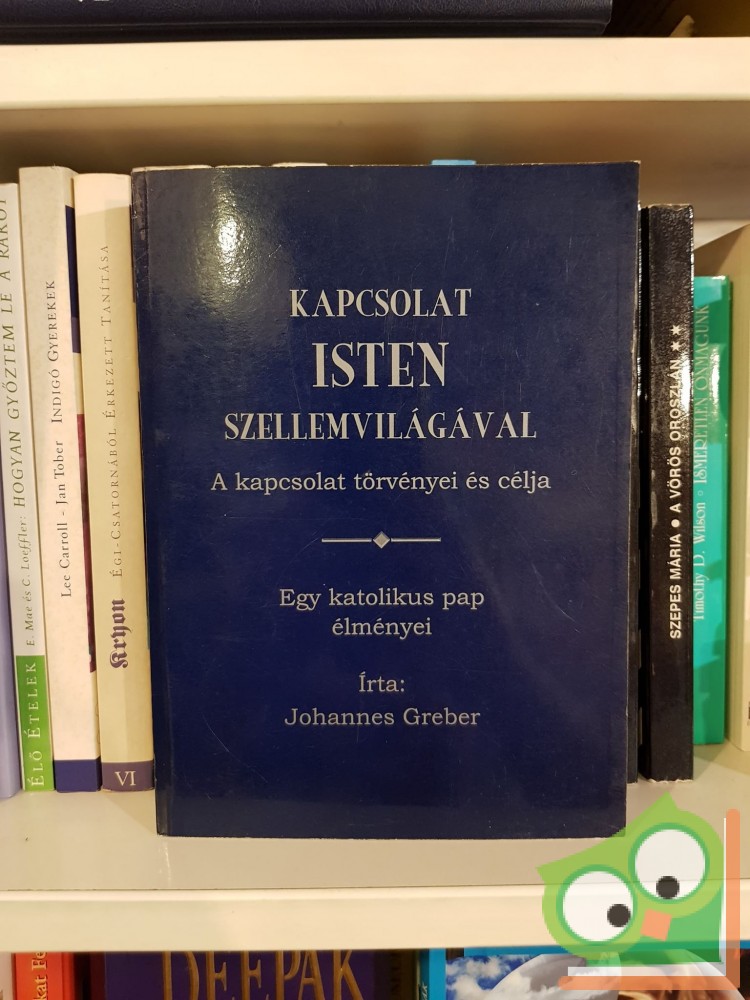 KAPCSOLAT
ISTEN
SZELLEMVILÁGÁVAL
A kapcsolat törvényei és célja
Egy katolikus pap
élményei
Írta:
Johannes Greber
E. Mae és C. Loeffler: HOGYAN GYŐZTEM LE A RÁKOT
ÉLŐ ÉTELEK
Lee Carroll - Jan Tober INDIGÓ GYEREKEK
Kryon ÉGI-CSATORNÁBÓL ÉRKEZETT TANÍTÁSA
VI
SZEPES MÁRIA ● A VÖRÖS OROSZLÁN ★★
Timothy D. Wilson ◦ ISMERETLEN ÖNMAGUNK
DEEPAK